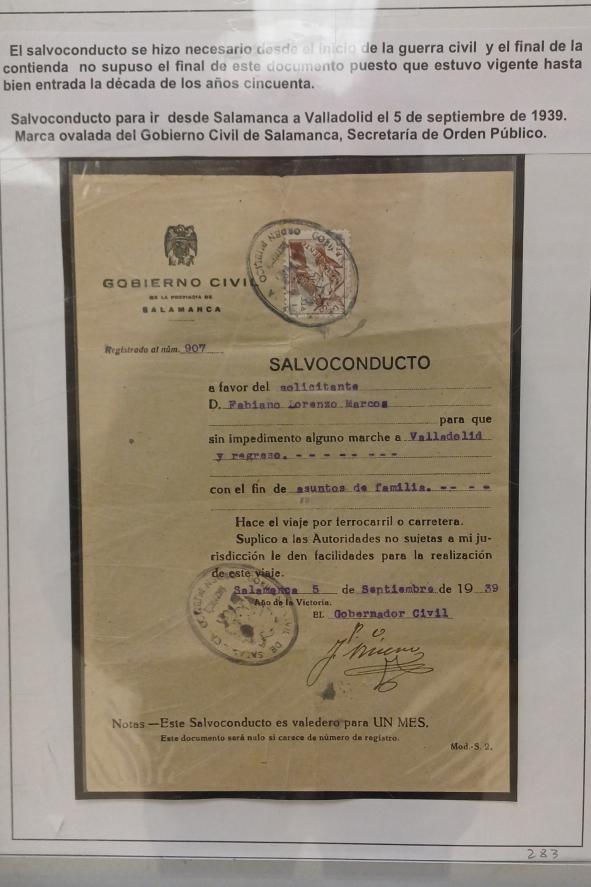 El salvoconducto se hizo necesario desde el inicio de la guerra civil y el final de la
contienda no supuso el final de este documento puesto que estuvo vigente hasta
bien entrada la década de los años cincuenta.
Salvoconducto para ir desde Salamanca a Valladolid el 5 de septiembre de 1939.
Marca ovalada del Gobierno Civil de Salamanca, Secretaría de Orden Público.
GOBIERNO CIVIL
DE LA PROVINCIA DE
SALAMANCA
Registrado al núm. 907
SALVOCONDUCTO
a favor del solicitante
D. Fabiano Lorenzo Marcos
para que
sin impedimento alguno marche a Valladolid
y regreso. - - - - - - -
con el fin de asuntos de familia. - - - -
Hace el viaje por ferrocarril o carretera.
Suplico a las Autoridades no sujetas a mi ju-
risdicción le den facilidades para la realización
de este viaje.
Salamanca 5 de Septiembre de 1939
Año de la Victoria.
EL Gobernador Civil
P. O.
Notas —Este Salvoconducto es valedero para UN MES.
Este documento será nulo si carece de número de registro.
Mod.-S. 2.
283